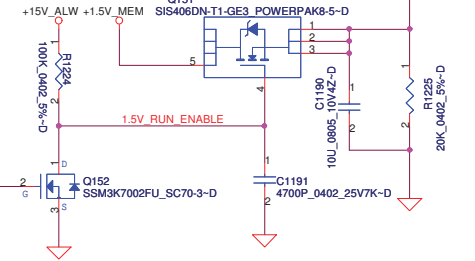 Q151
+15V_ALW
+1.5V_MEM
SIS406DN-T1-GE3_POWERPAK8-5~D
1
2
3
5
4
1
R1224
100K_0402_5%~D
2
1
C1190
10U_0805_10V4Z~D
2
1
R1225
20K_0402_5%~D
2
1.5V_RUN_ENABLE
1
D
2
G
Q152
SSM3K7002FU_SC70-3~D
S
3
1
C1191
4700P_0402_25V7K~D
2